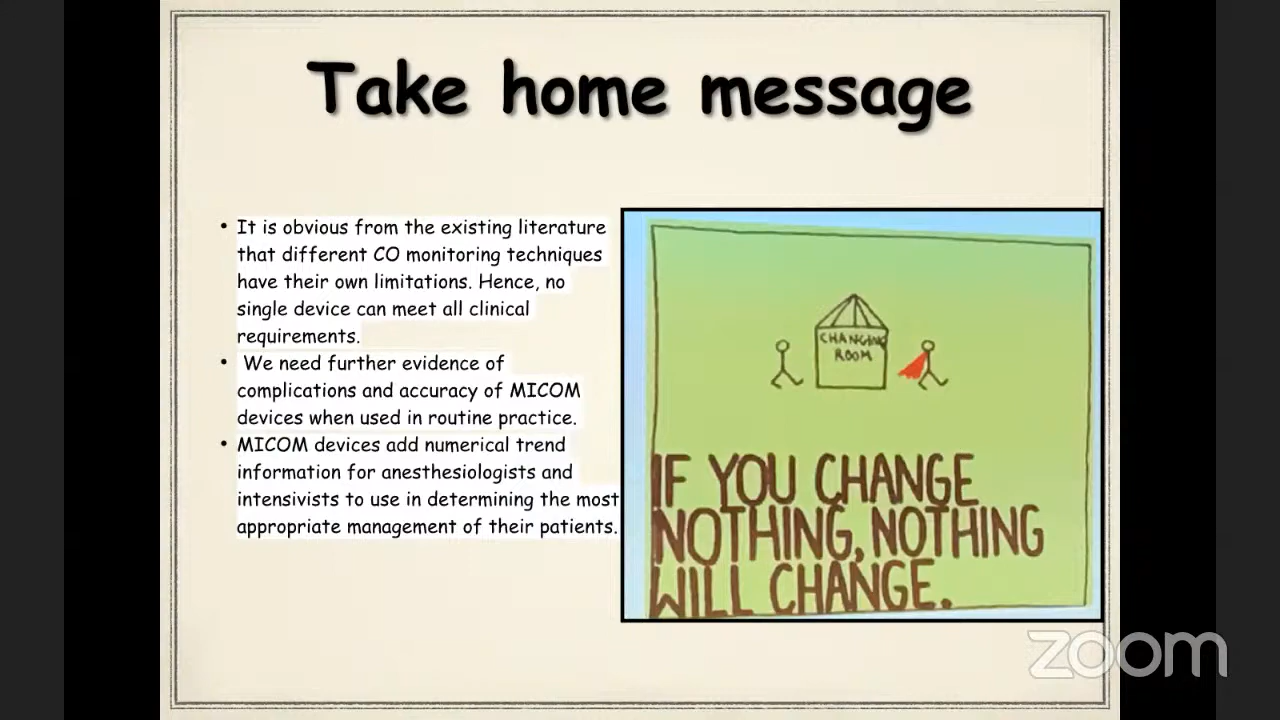 Take home message
• It is obvious from the existing literature
that different CO monitoring techniques
have their own limitations. Hence, no
single device can meet all clinical
requirements.
• We need further evidence of
complications and accuracy of MICOM
devices when used in routine practice.
• MICOM devices add numerical trend
information for anesthesiologists and
intensivists to use in determining the most
appropriate management of their patients.
CHANGING
ROOM
IF YOU CHANGE
NOTHING, NOTHING
WILL CHANGE.
zoom